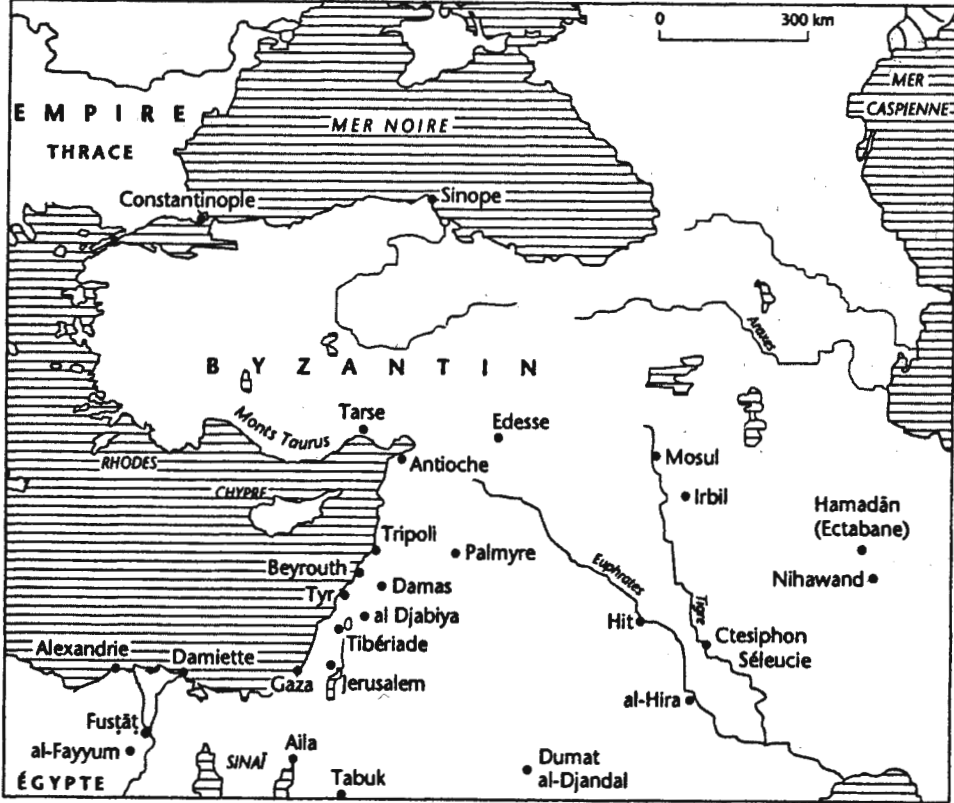 0 300 km
MER
CASPIENNE
EMPIRE
THRACE
MER NOIRE
Constantinople
Sinope
Araxes
BYZANTIN
Monts Taurus
Tarse
Edesse
RHODES
Antioche
Mosul
CHYPRE
Irbil
Hamadān
(Ectabane)
Tripoli
Palmyre
Beyrouth
Euphrates
Nihawand
Damas
Tyr
al Djabiya
Tigre
Hit
Tibériade
Ctesiphon
Séleucie
Alexandrie
Damiette
Gaza
Jerusalem
al-Hira
Fusṭāṭ
al-Fayyum
SINAÏ
Aila
Dumat
al-Djandal
ÉGYPTE
Tabuk